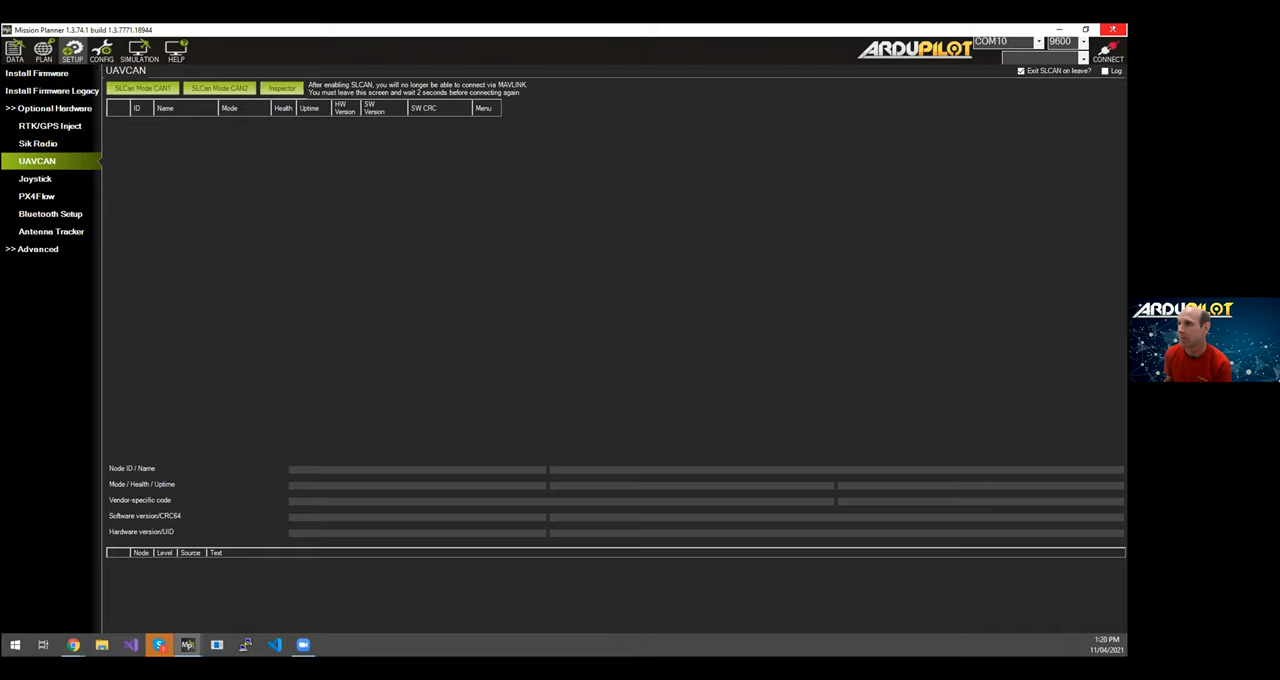 Mission Planner 1.3.74.1 build 1.3.7771.18944
DATA PLAN SETUP CONFIG SIMULATION HELP
ARDUPILOT COM10 9600 CONNECT
Install Firmware
Install Firmware Legacy
>> Optional Hardware
RTK/GPS Inject
Sik Radio
UAVCAN
Joystick
PX4Flow
Bluetooth Setup
Antenna Tracker
>> Advanced
UAVCAN
Exit SLCAN on leave? Log
SLCan Mode CAN1 SLCan Mode CAN2 Inspector
After enabling SLCAN, you will no longer be able to connect via MAVLINK.
You must leave this screen and wait 2 seconds before connecting again
ID Name Mode Health Uptime HW Version SW Version SW CRC Menu
Node ID / Name
Mode / Health / Uptime
Vendor-specific code
Software version/CRC64
Hardware version/UID
Node Level Source Text
ARDUPILOT
1:20 PM
11/04/2021